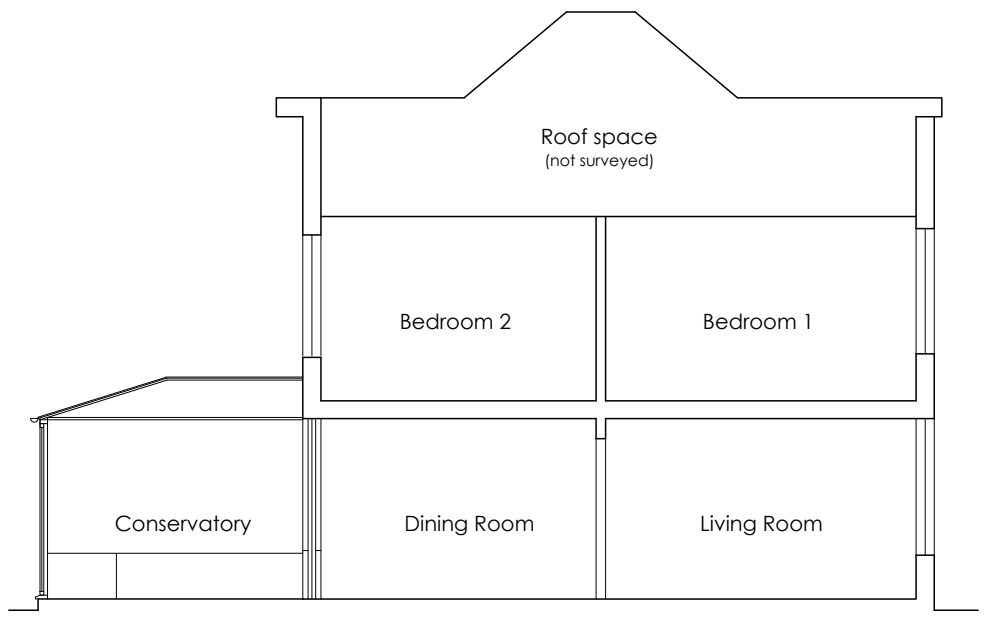 Roof space
(not surveyed)
Bedroom 2
Bedroom 1
Conservatory
Dining Room
Living Room